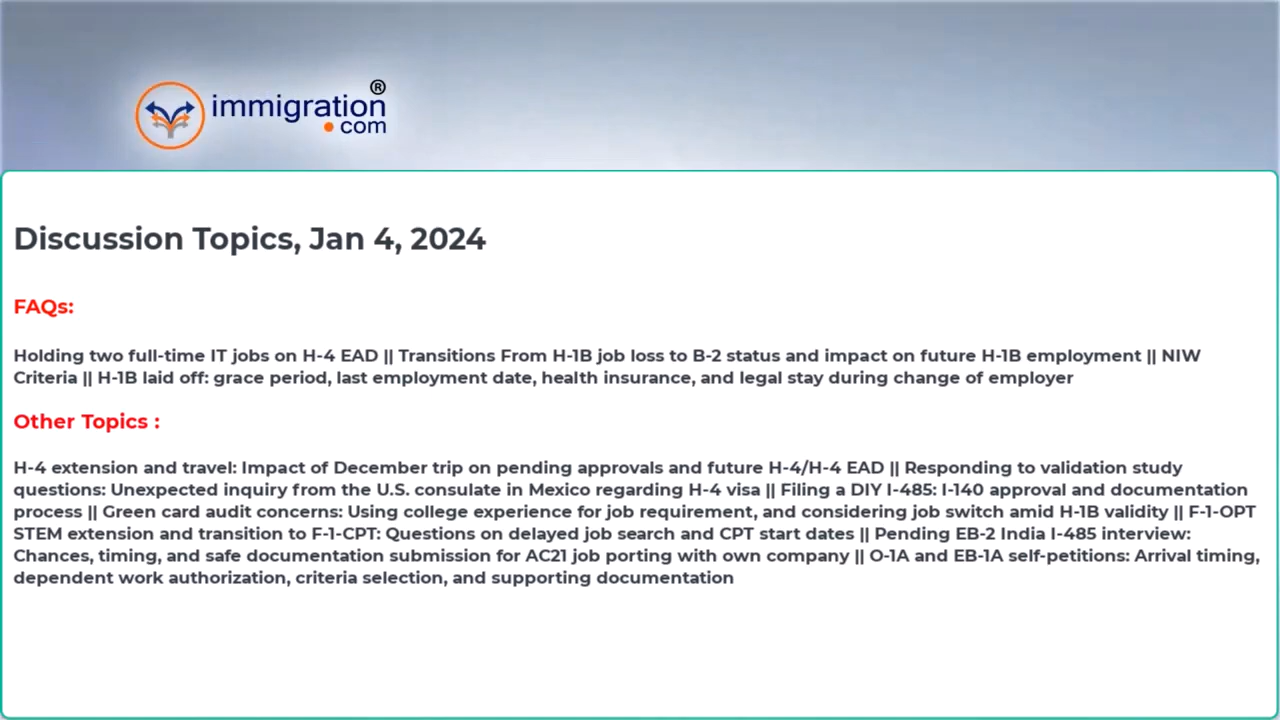 immigration®
.com
Discussion Topics, Jan 4, 2024
FAQs:
Holding two full-time IT jobs on H-4 EAD || Transitions From H-1B job loss to B-2 status and impact on future H-1B employment || NIW
Criteria || H-1B laid off: grace period, last employment date, health insurance, and legal stay during change of employer
Other Topics :
H-4 extension and travel: Impact of December trip on pending approvals and future H-4/H-4 EAD || Responding to validation study
questions: Unexpected inquiry from the U.S. consulate in Mexico regarding H-4 visa || Filing a DIY I-485: I-140 approval and documentation
process || Green card audit concerns: Using college experience for job requirement, and considering job switch amid H-1B validity || F-1-OPT
STEM extension and transition to F-1-CPT: Questions on delayed job search and CPT start dates || Pending EB-2 India I-485 interview:
Chances, timing, and safe documentation submission for AC21 job porting with own company || O-1A and EB-1A self-petitions: Arrival timing,
dependent work authorization, criteria selection, and supporting documentation